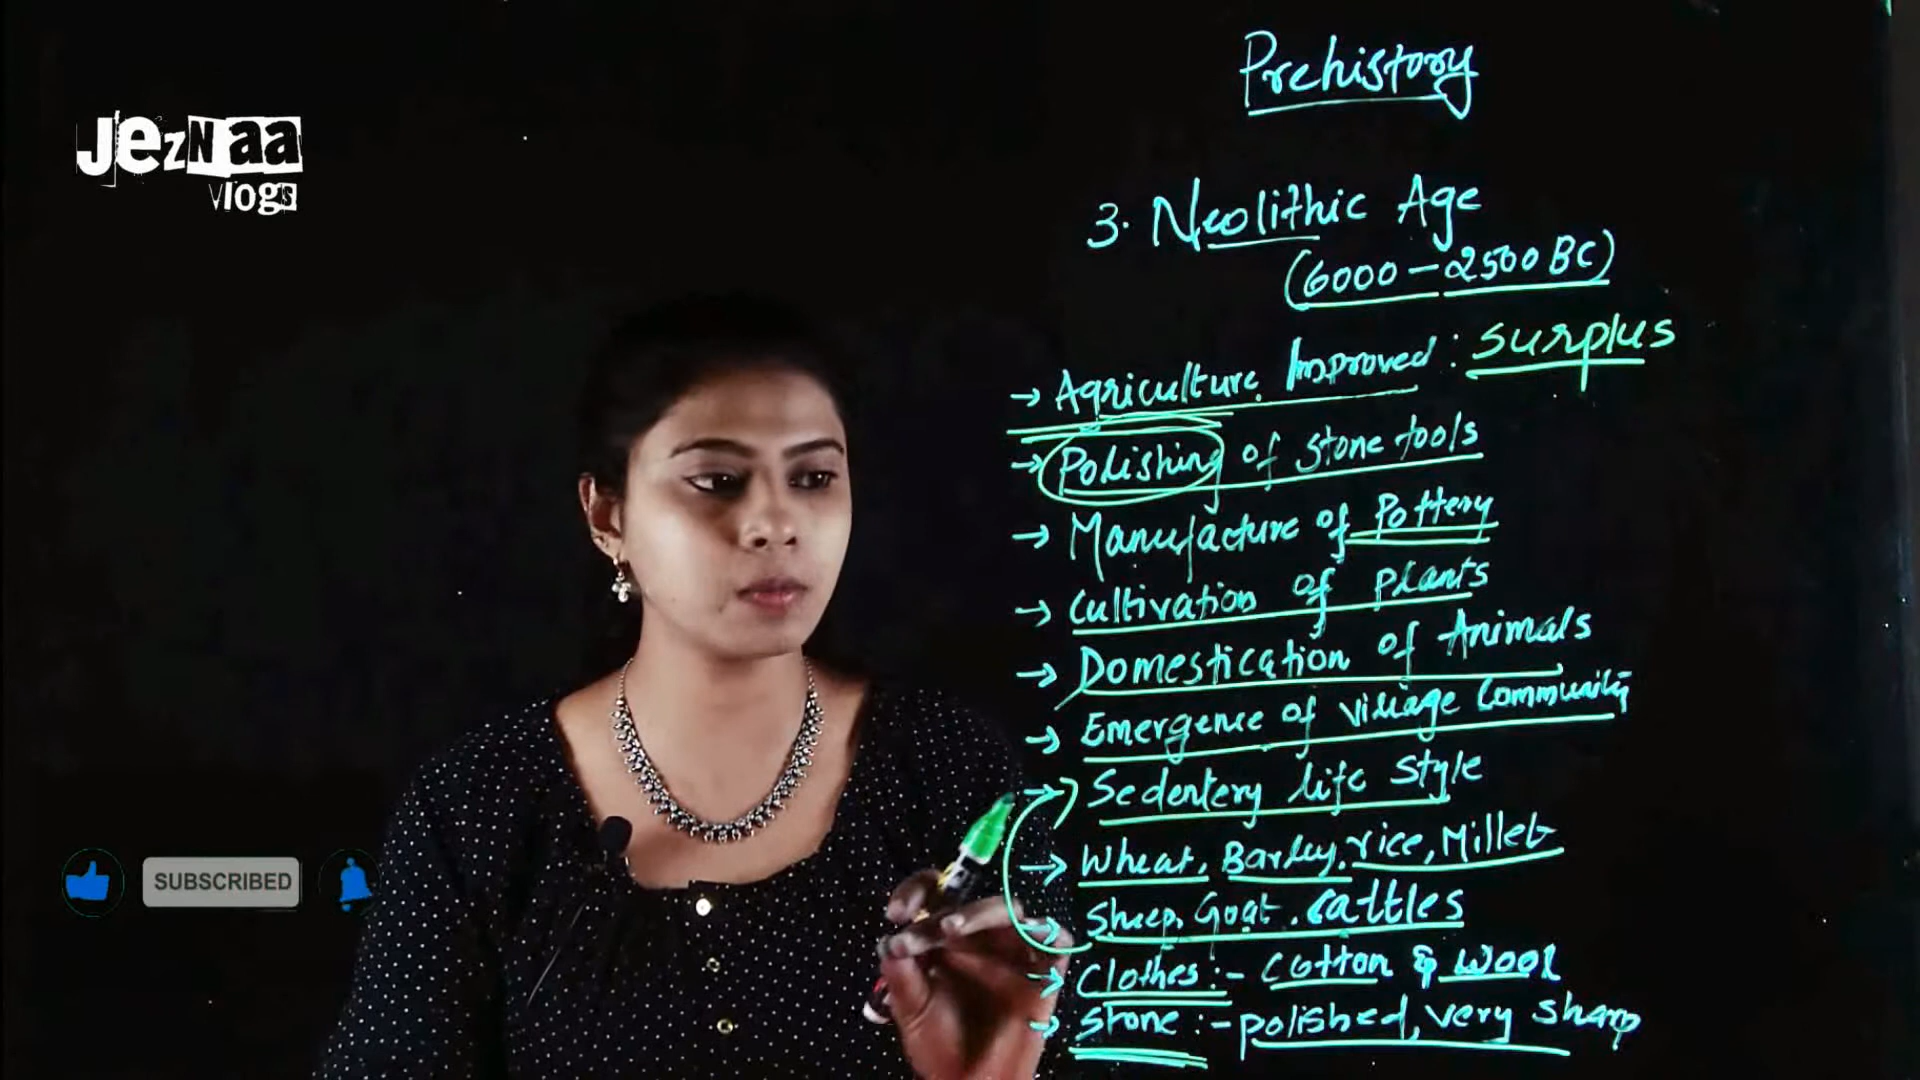 Prehistory
JEZNaa
vlogs
3. Neolithic Age
(6000-2500 BC)
→ Agriculture Improved : surplus
→ Polishing of stone tools
→ Manufacture of Pottery
→ Cultivation of Plants
→ Domestication of Animals
→ Emergence of village Community
→ Sedentery life style
→ Wheat, Barley, rice, Millet
→ Sheep, Goat, cattles
→ Clothes :- Cotton & wool
→ Stone :- polished, very sharp
SUBSCRIBED